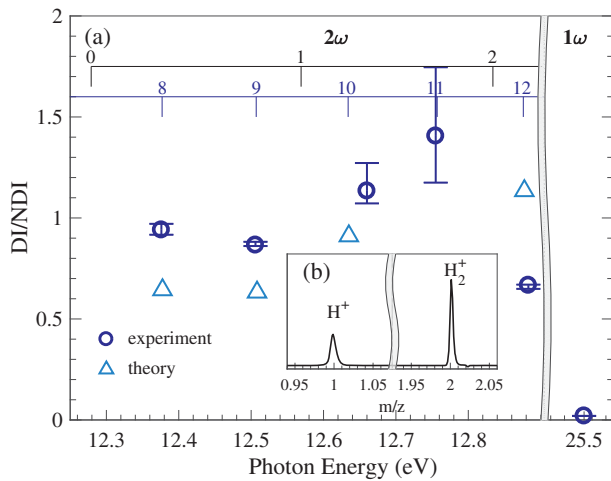 2
(a)
2ω
1ω
0
1
2
8
9
10
11
12
1.5
1
0.5
0
DI/NDI
(b)
H⁺
H₂⁺
0.95
1
1.05
1.95
2
2.05
m/z
experiment
theory
12.3
12.4
12.5
12.6
12.7
12.8
25.5
Photon Energy (eV)